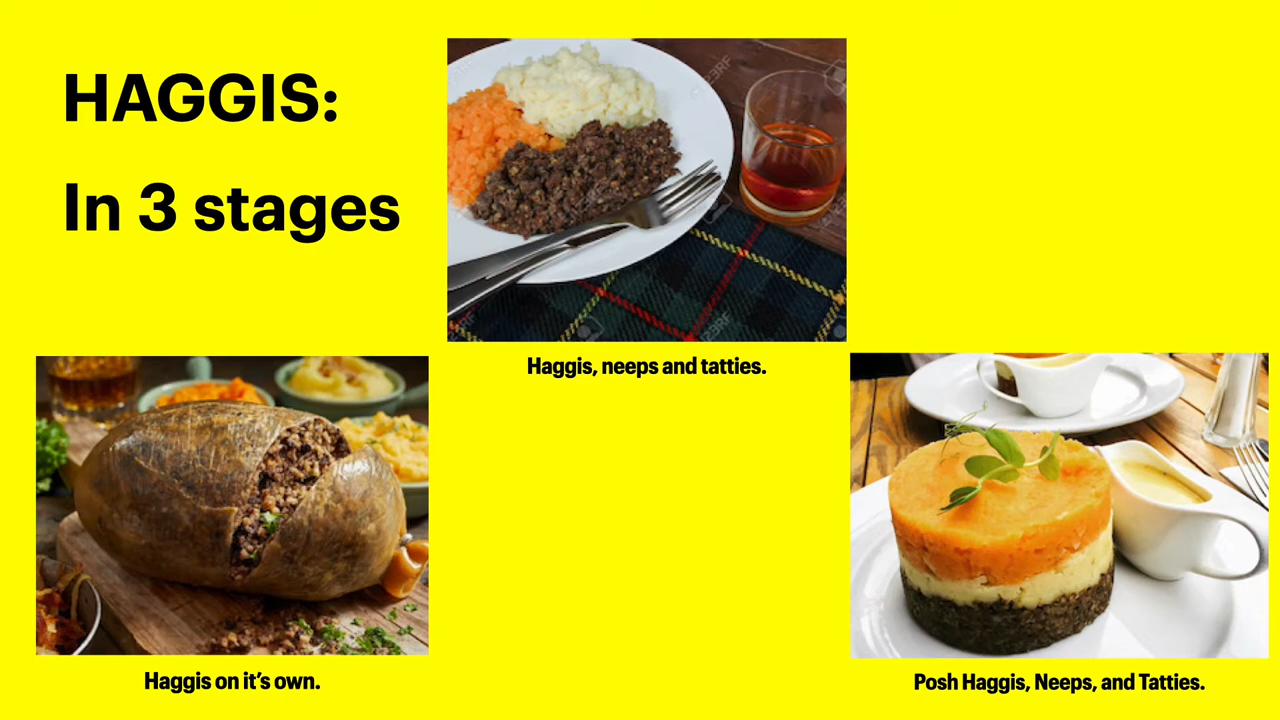 HAGGIS:
In 3 stages
Haggis, neeps and tatties.
Haggis on it's own.
Posh Haggis, Neeps, and Tatties.